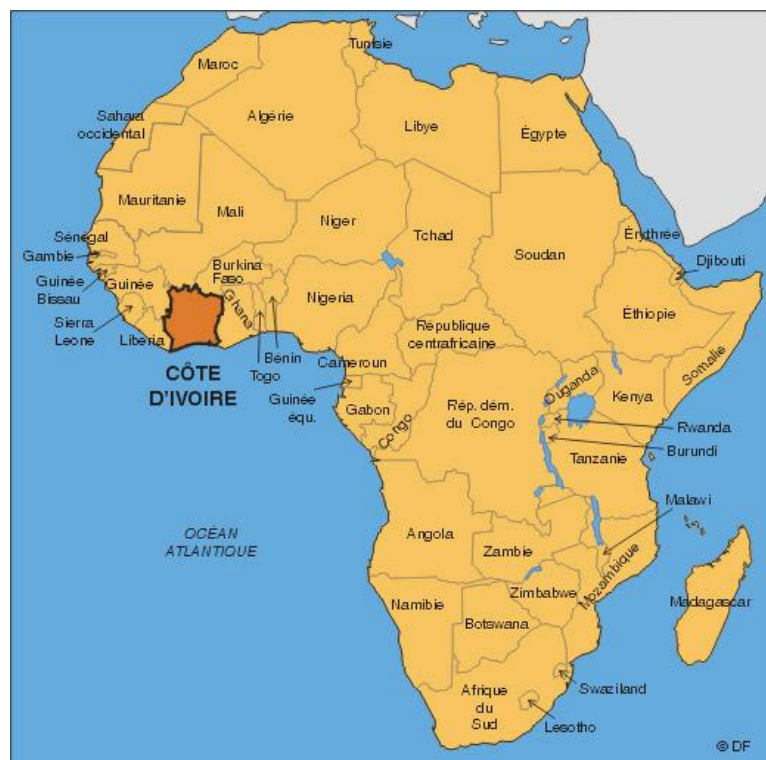 Tunisie
Maroc
Algérie
Libye
Égypte
Sahara
occidental
Mauritanie
Mali
Niger
Tchad
Soudan
Érythrée
Djibouti
Sénégal
Gambie
Guinée
Bissau
Guinée
Burkina
Faso
Ghana
Nigeria
Éthiopie
Somalie
Sierra
Leone
Liberia
CÔTE
D'IVOIRE
Togo
Bénin
Cameroun
République
centrafricaine
Guinée
équ.
Gabon
Congo
Rép. dém.
du Congo
Ouganda
Kenya
Rwanda
Burundi
Tanzanie
Malawi
OCÉAN
ATLANTIQUE
Angola
Zambie
Mozambique
Zimbabwe
Madagascar
Namibie
Botswana
Swaziland
Afrique
du
Sud
Lesotho
© DF